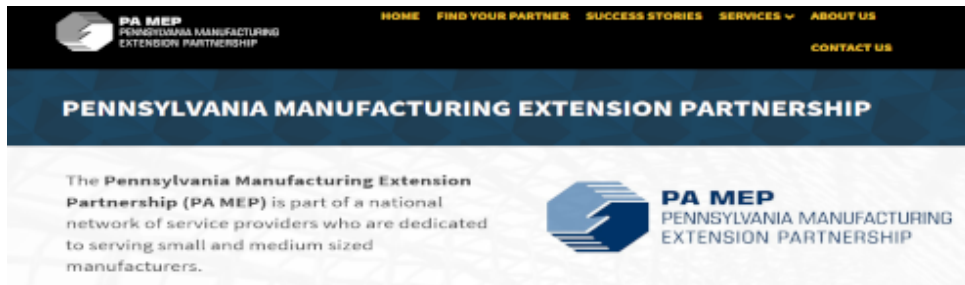 PA MEP
PENNSYLVANIA MANUFACTURING
EXTENSION PARTNERSHIP
HOME FIND YOUR PARTNER SUCCESS STORIES SERVICES ABOUT US
CONTACT US
PENNSYLVANIA MANUFACTURING EXTENSION PARTNERSHIP
The Pennsylvania Manufacturing Extension
Partnership (PA MEP) is part of a national
network of service providers who are dedicated
to serving small and medium sized
manufacturers.
PA MEP
PENNSYLVANIA MANUFACTURING
EXTENSION PARTNERSHIP